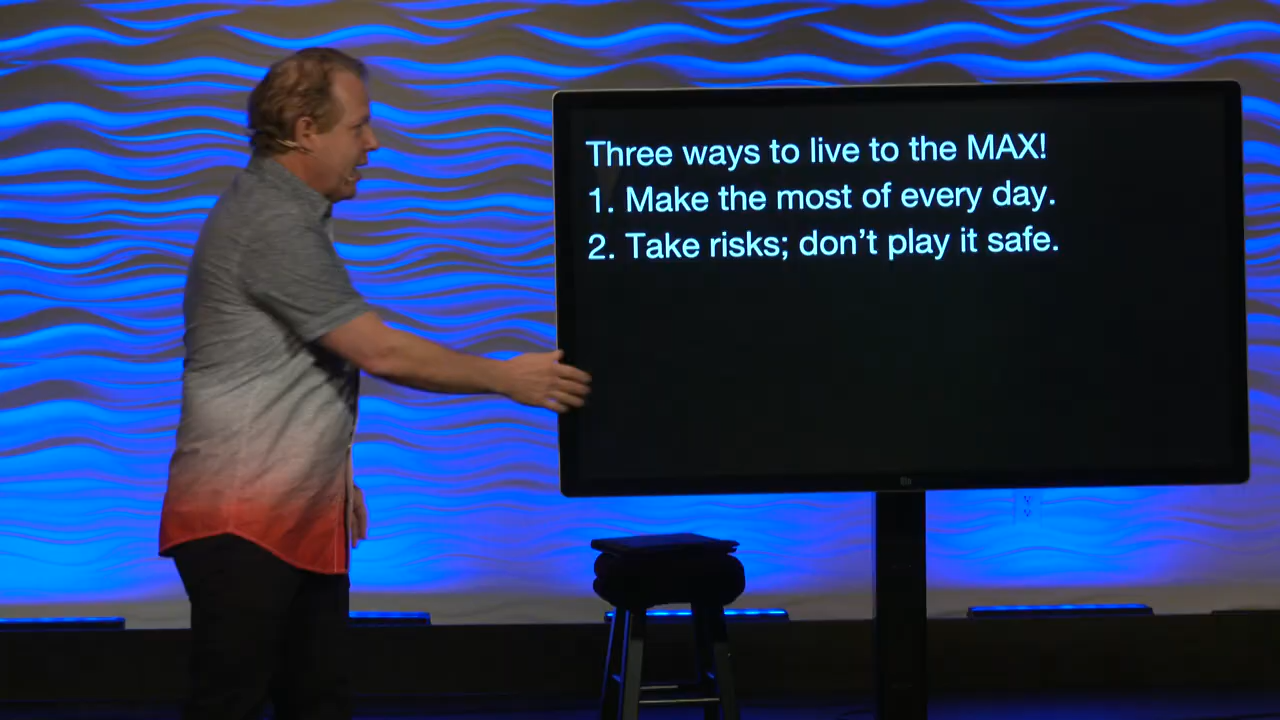 Three ways to live to the MAX!
1. Make the most of every day.
2. Take risks; don’t play it safe.